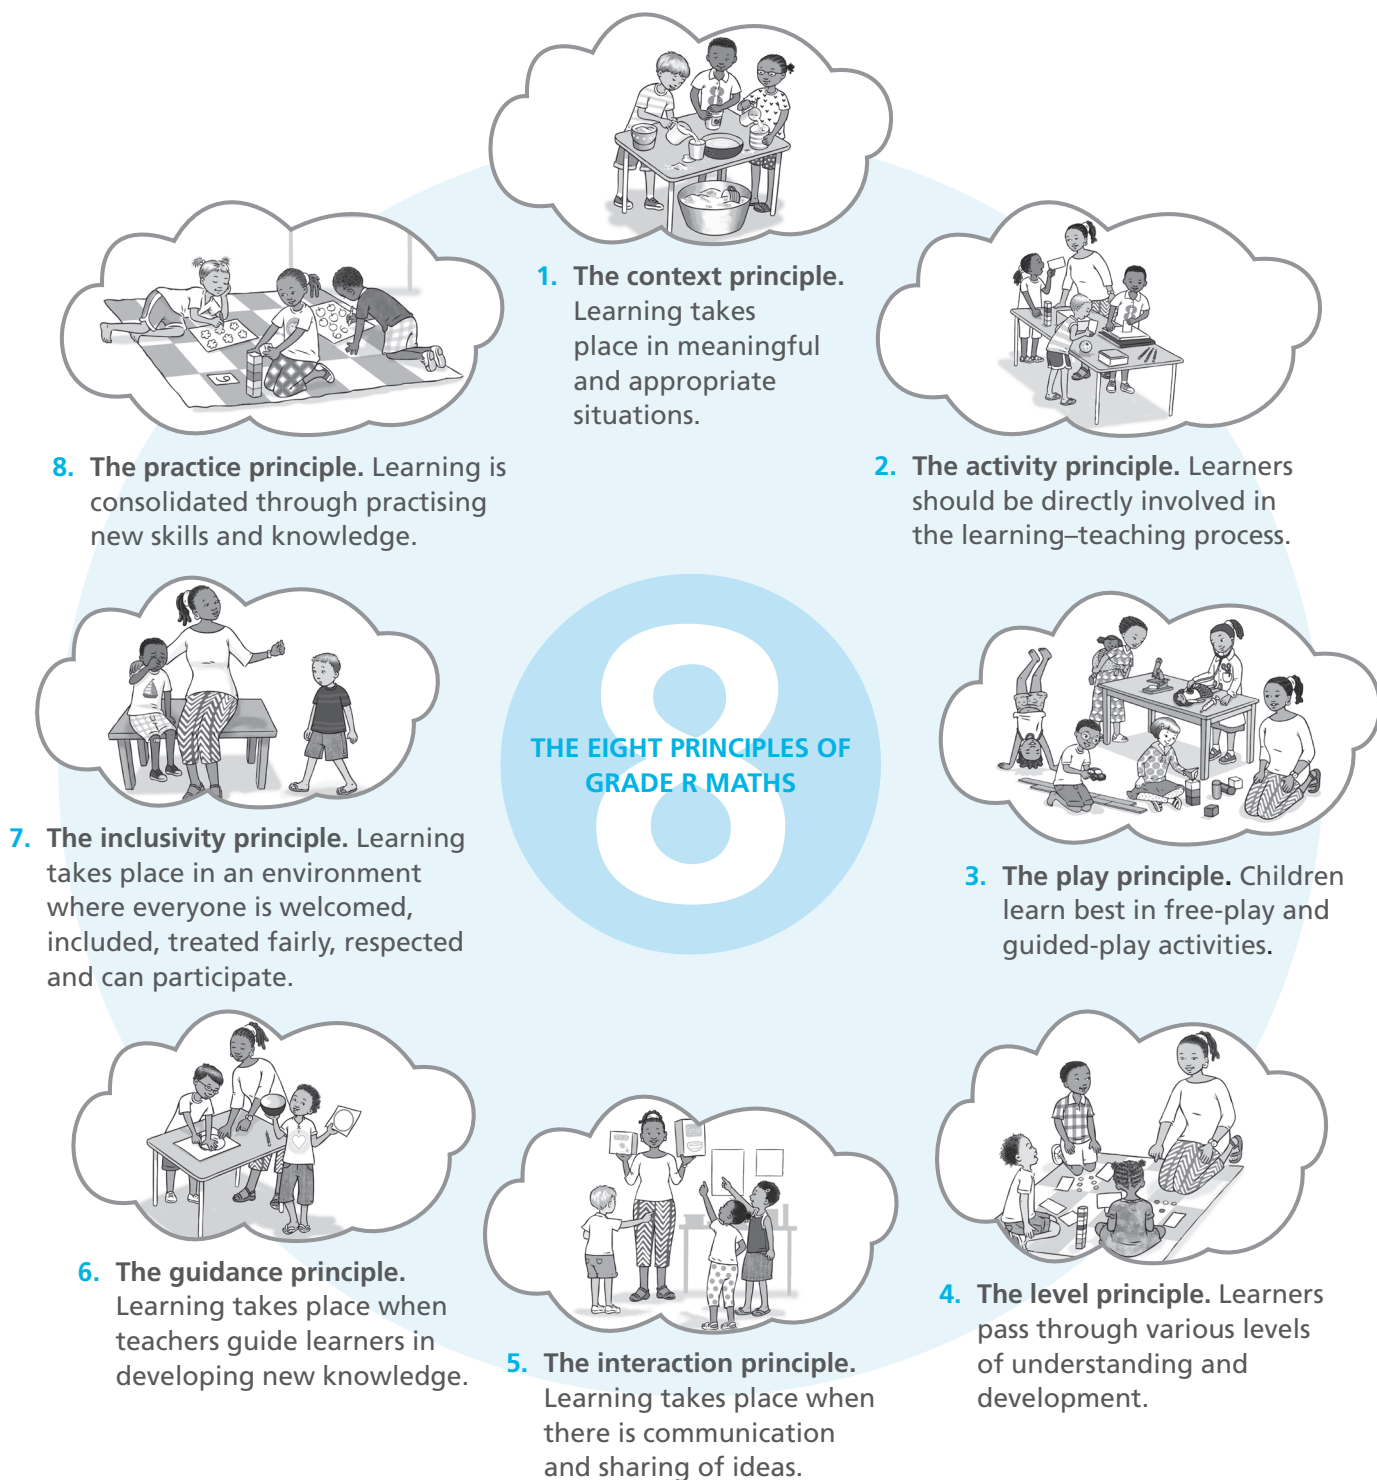 1. The context principle.
Learning takes
place in meaningful
and appropriate
situations.
2. The activity principle. Learners
should be directly involved in
the learning–teaching process.
3. The play principle. Children
learn best in free-play and
guided-play activities.
4. The level principle. Learners
pass through various levels
of understanding and
development.
5. The interaction principle.
Learning takes place when
there is communication
and sharing of ideas.
6. The guidance principle.
Learning takes place when
teachers guide learners in
developing new knowledge.
7. The inclusivity principle. Learning
takes place in an environment
where everyone is welcomed,
included, treated fairly, respected
and can participate.
8. The practice principle. Learning is
consolidated through practising
new skills and knowledge.
8
THE EIGHT PRINCIPLES OF
GRADE R MATHS